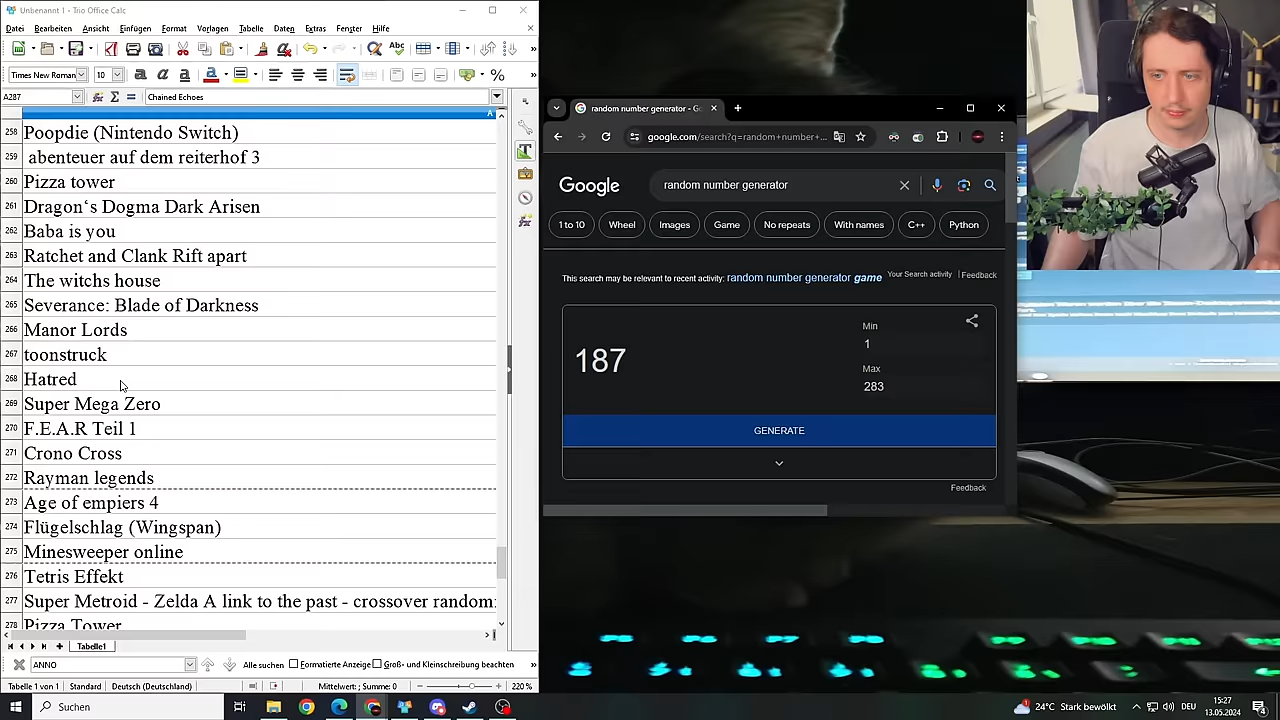 Unbenannt 1 - Trio Office Calc
Datei Bearbeiten Ansicht Einfügen Format Vorlagen Tabelle Daten Extras Fenster Hilfe
Times New Roman 10
A287 Chained Echoes
A
258 Poopdie (Nintendo Switch)
259 abenteuer auf dem reiterhof 3
260 Pizza tower
261 Dragon‘s Dogma Dark Arisen
262 Baba is you
263 Ratchet and Clank Rift apart
264 The witchs house
265 Severance: Blade of Darkness
266 Manor Lords
267 toonstruck
268 Hatred
269 Super Mega Zero
270 F.E.A.R Teil 1
271 Crono Cross
272 Rayman legends
273 Age of empiers 4
274 Flügelschlag (Wingspan)
275 Minesweeper online
276 Tetris Effekt
277 Super Metroid - Zelda A link to the past - crossover random
278 Pizza Tower
Tabelle1
ANNO Alle suchen Formatierte Anzeige Groß- und Kleinschreibung beachten
Tabelle 1 von 1 Standard Deutsch (Deutschland) Mittelwert: ; Summe: 0 220 %
random number generator - G
google.com/search?q=random+number+...
Google random number generator
1 to 10 Wheel Images Game No repeats With names C++ Python
This search may be relevant to recent activity: random number generator game Your Search activity | Feedback
187
Min
1
Max
283
GENERATE
Feedback
Suchen
24°C Stark bewölkt DEU 15:27
13.05.2024